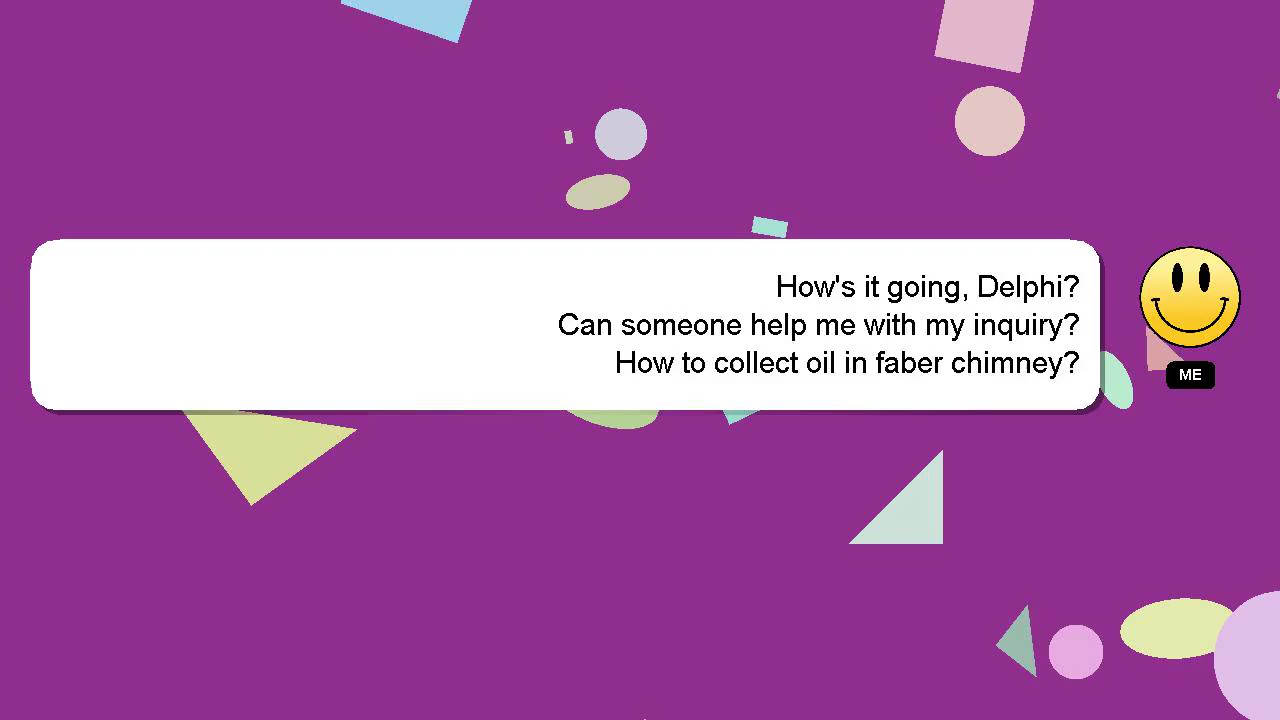 How's it going, Delphi?
Can someone help me with my inquiry?
How to collect oil in faber chimney?
ME